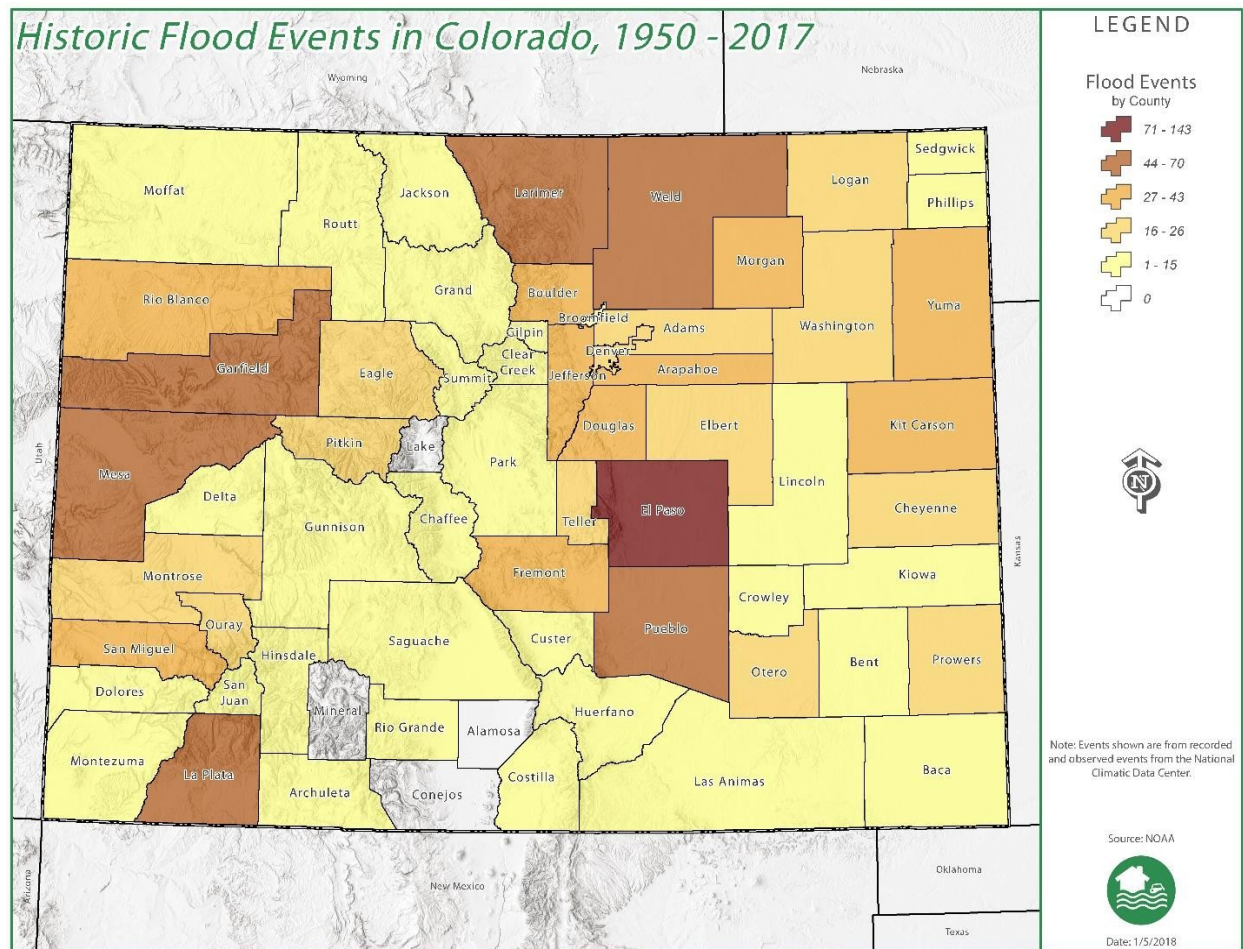 Historic Flood Events in Colorado, 1950 - 2017
Wyoming
Nebraska
Moffat
Routt
Jackson
Larimer
Weld
Logan
Sedgwick
Phillips
Rio Blanco
Grand
Boulder
Morgan
Yuma
Broomfield
Gilpin
Adams
Washington
Garfield
Eagle
Summit
Clear
Creek
Denver
Jefferson
Arapahoe
Utah
Mesa
Pitkin
Lake
Park
Douglas
Elbert
Kit Carson
Delta
Gunnison
Chaffee
Teller
El Paso
Lincoln
Cheyenne
Kansas
Montrose
Fremont
Kiowa
Crowley
Ouray
San Miguel
Saguache
Custer
Pueblo
Hinsdale
Otero
Bent
Prowers
Dolores
San
Juan
Mineral
Rio Grande
Alamosa
Huerfano
Montezuma
La Plata
Archuleta
Conejos
Costilla
Las Animas
Baca
Arizona
New Mexico
Oklahoma
Texas
LEGEND
Flood Events
by County
71 - 143
44 - 70
27 - 43
16 - 26
1 - 15
0
N
Note: Events shown are from recorded
and observed events from the National
Climatic Data Center.
Source: NOAA
Date: 1/5/2018